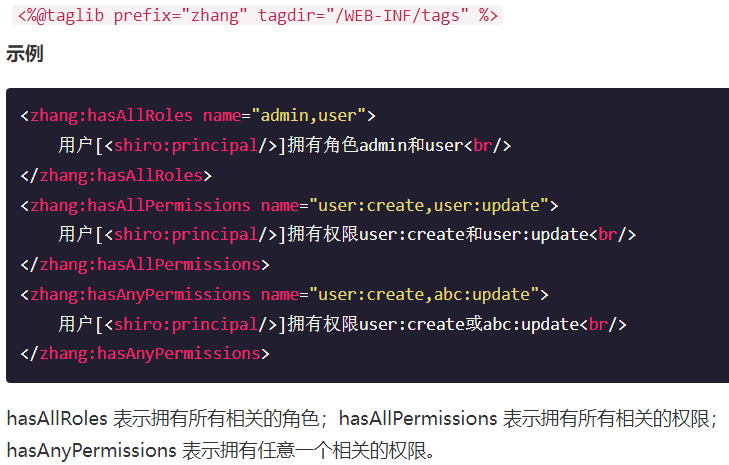 <%@taglib prefix="zhang" tagdir="/WEB-INF/tags" %>
示例
<zhang:hasAllRoles name="admin,user">
    用户[<shiro:principal/>]拥有角色admin和user<br/>
</zhang:hasAllRoles>
<zhang:hasAllPermissions name="user:create,user:update">
    用户[<shiro:principal/>]拥有权限user:create和user:update<br/>
</zhang:hasAllPermissions>
<zhang:hasAnyPermissions name="user:create,abc:update">
    用户[<shiro:principal/>]拥有权限user:create或abc:update<br/>
</zhang:hasAnyPermissions>
hasAllRoles 表示拥有所有相关的角色；hasAllPermissions 表示拥有所有相关的权限；
hasAnyPermissions 表示拥有任意一个相关的权限。